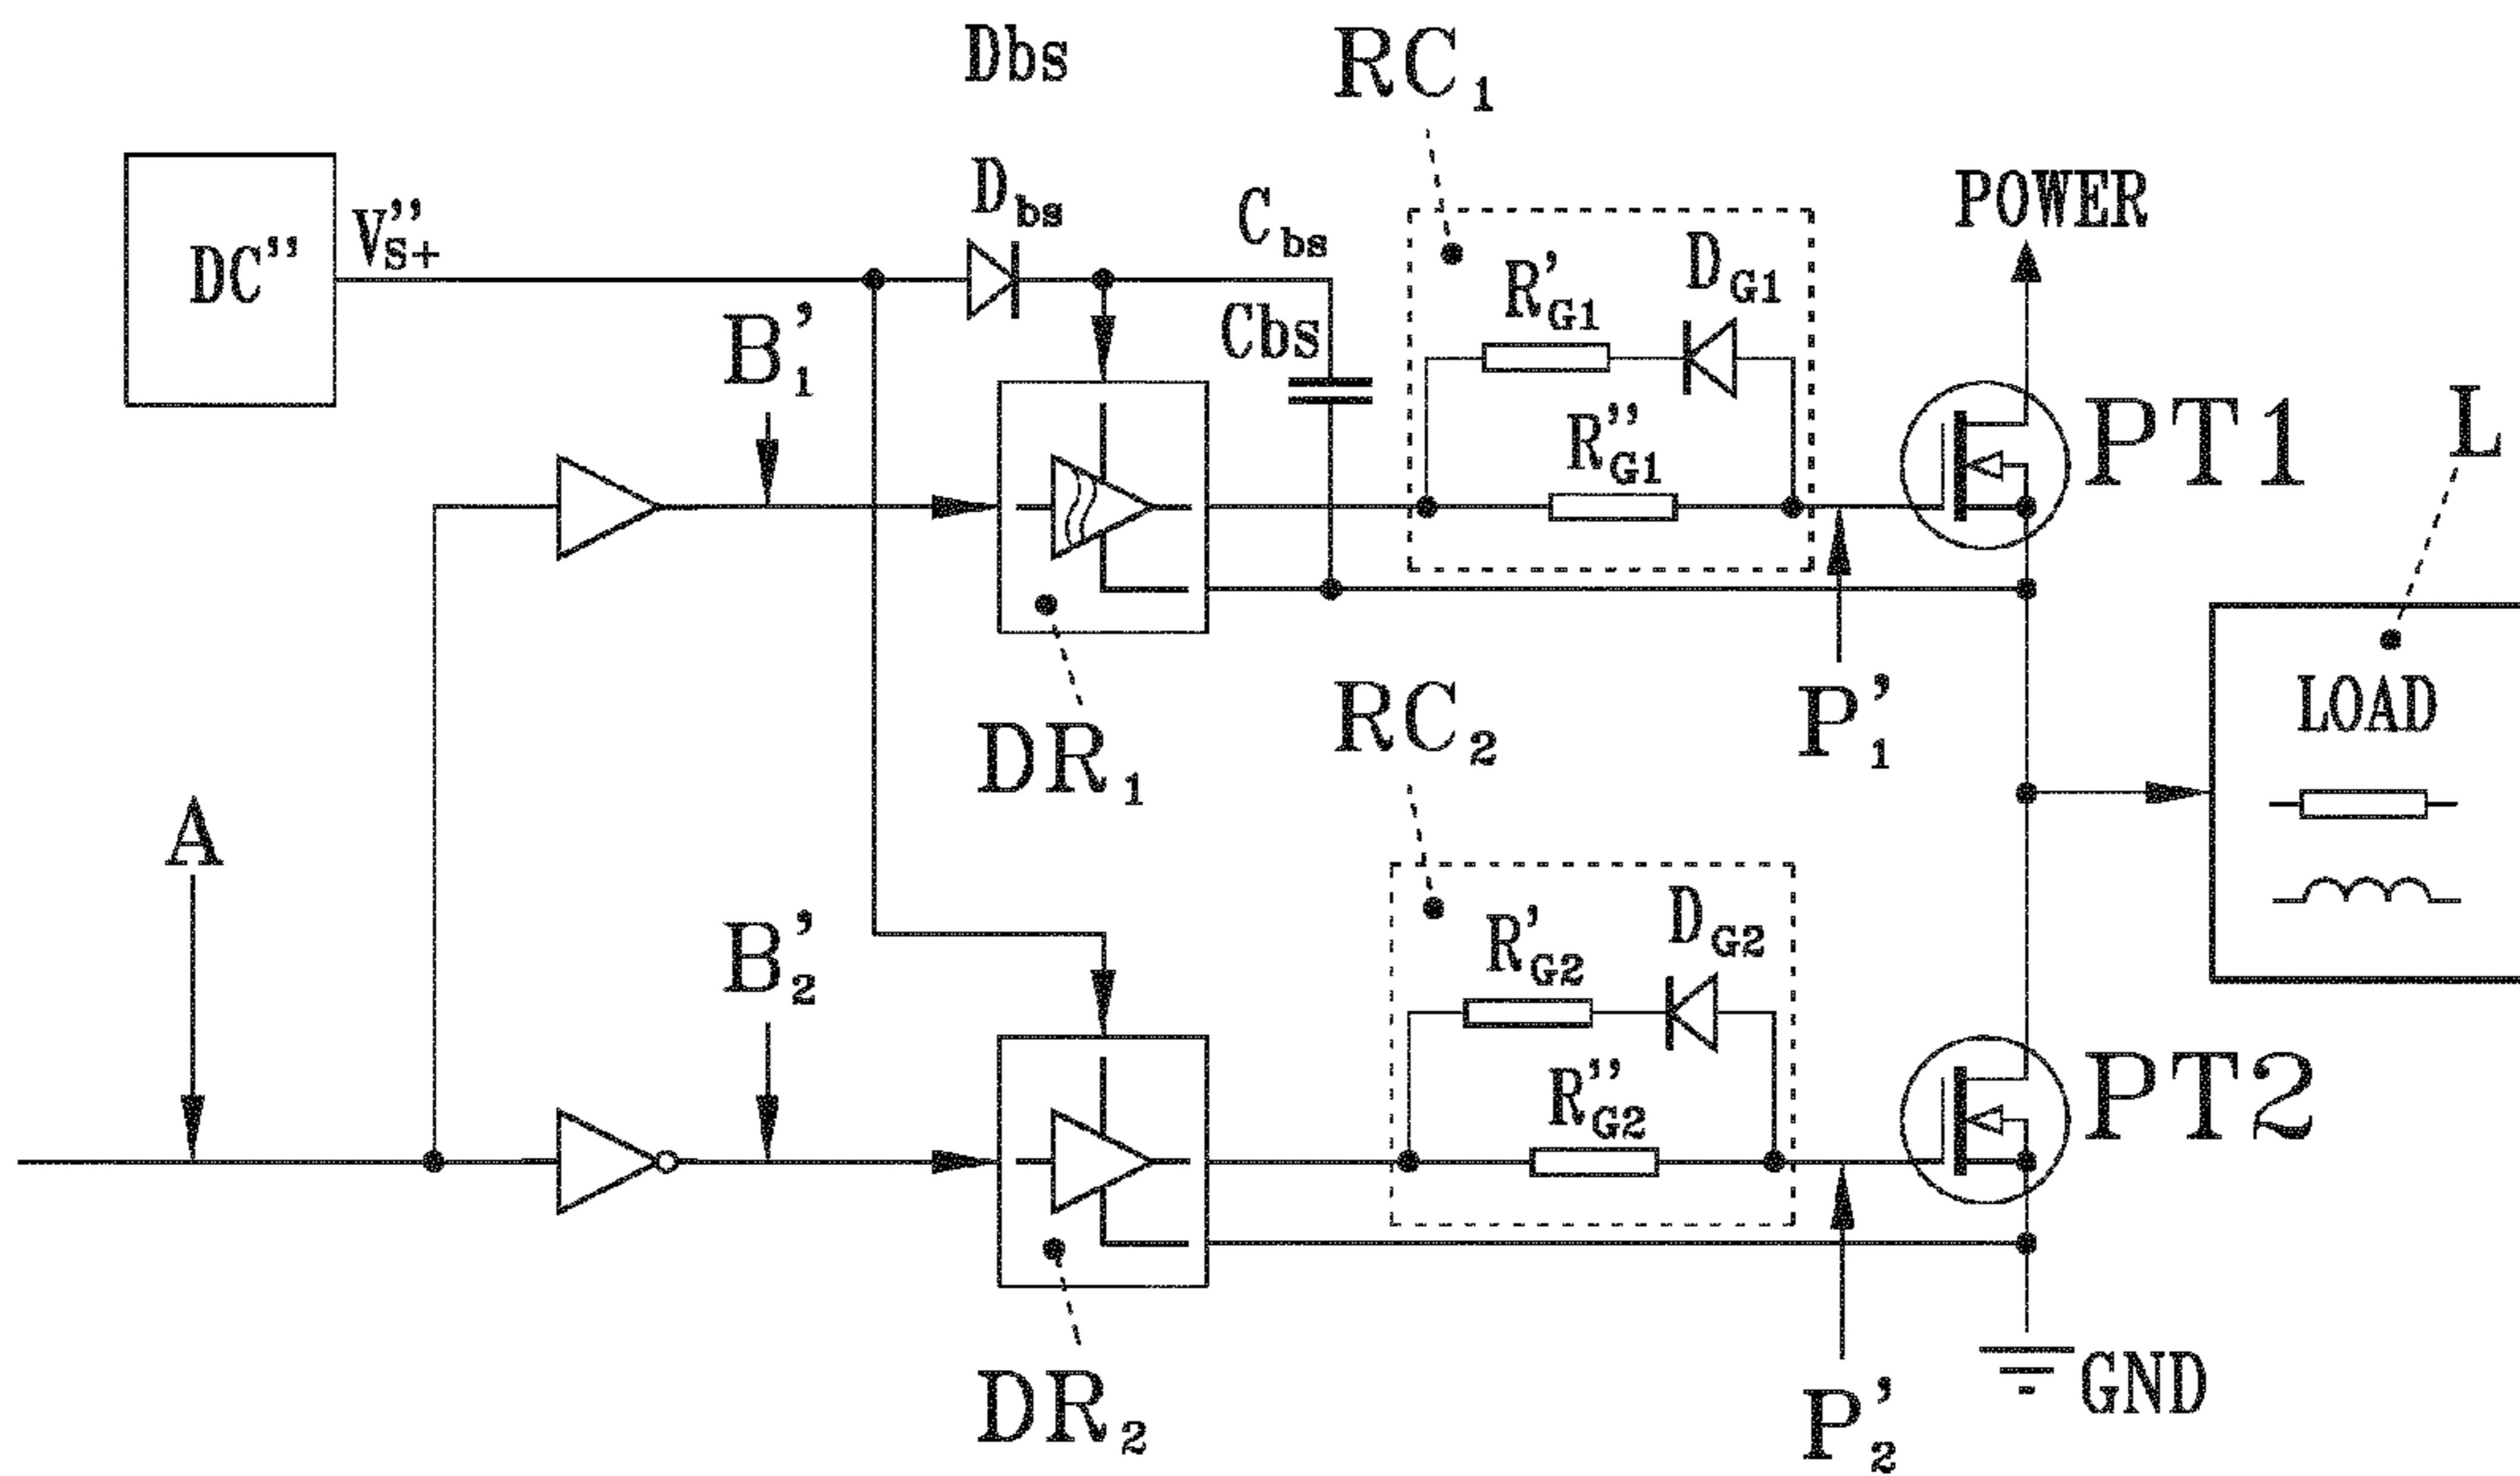 Dbs
RC₁
DC"
V"S+
Dbs
Cbs
POWER
R'G1
DG1
B'₁
Cbs
R"G1
PT1
L
DR₁
RC₂
P'₁
LOAD
A
B'₂
R'G2
DG2
R"G2
PT2
DR₂
P'₂
GND